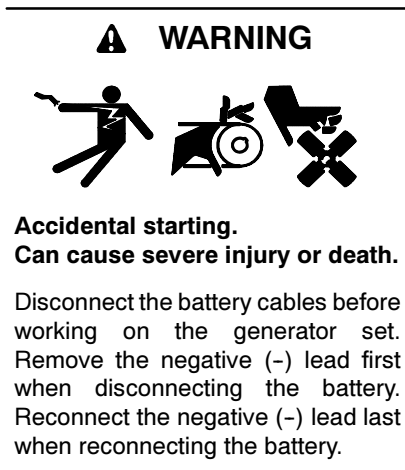 WARNING
Accidental starting.
Can cause severe injury or death.
Disconnect the battery cables before
working on the generator set.
Remove the negative (–) lead first
when disconnecting the battery.
Reconnect the negative (–) lead last
when reconnecting the battery.